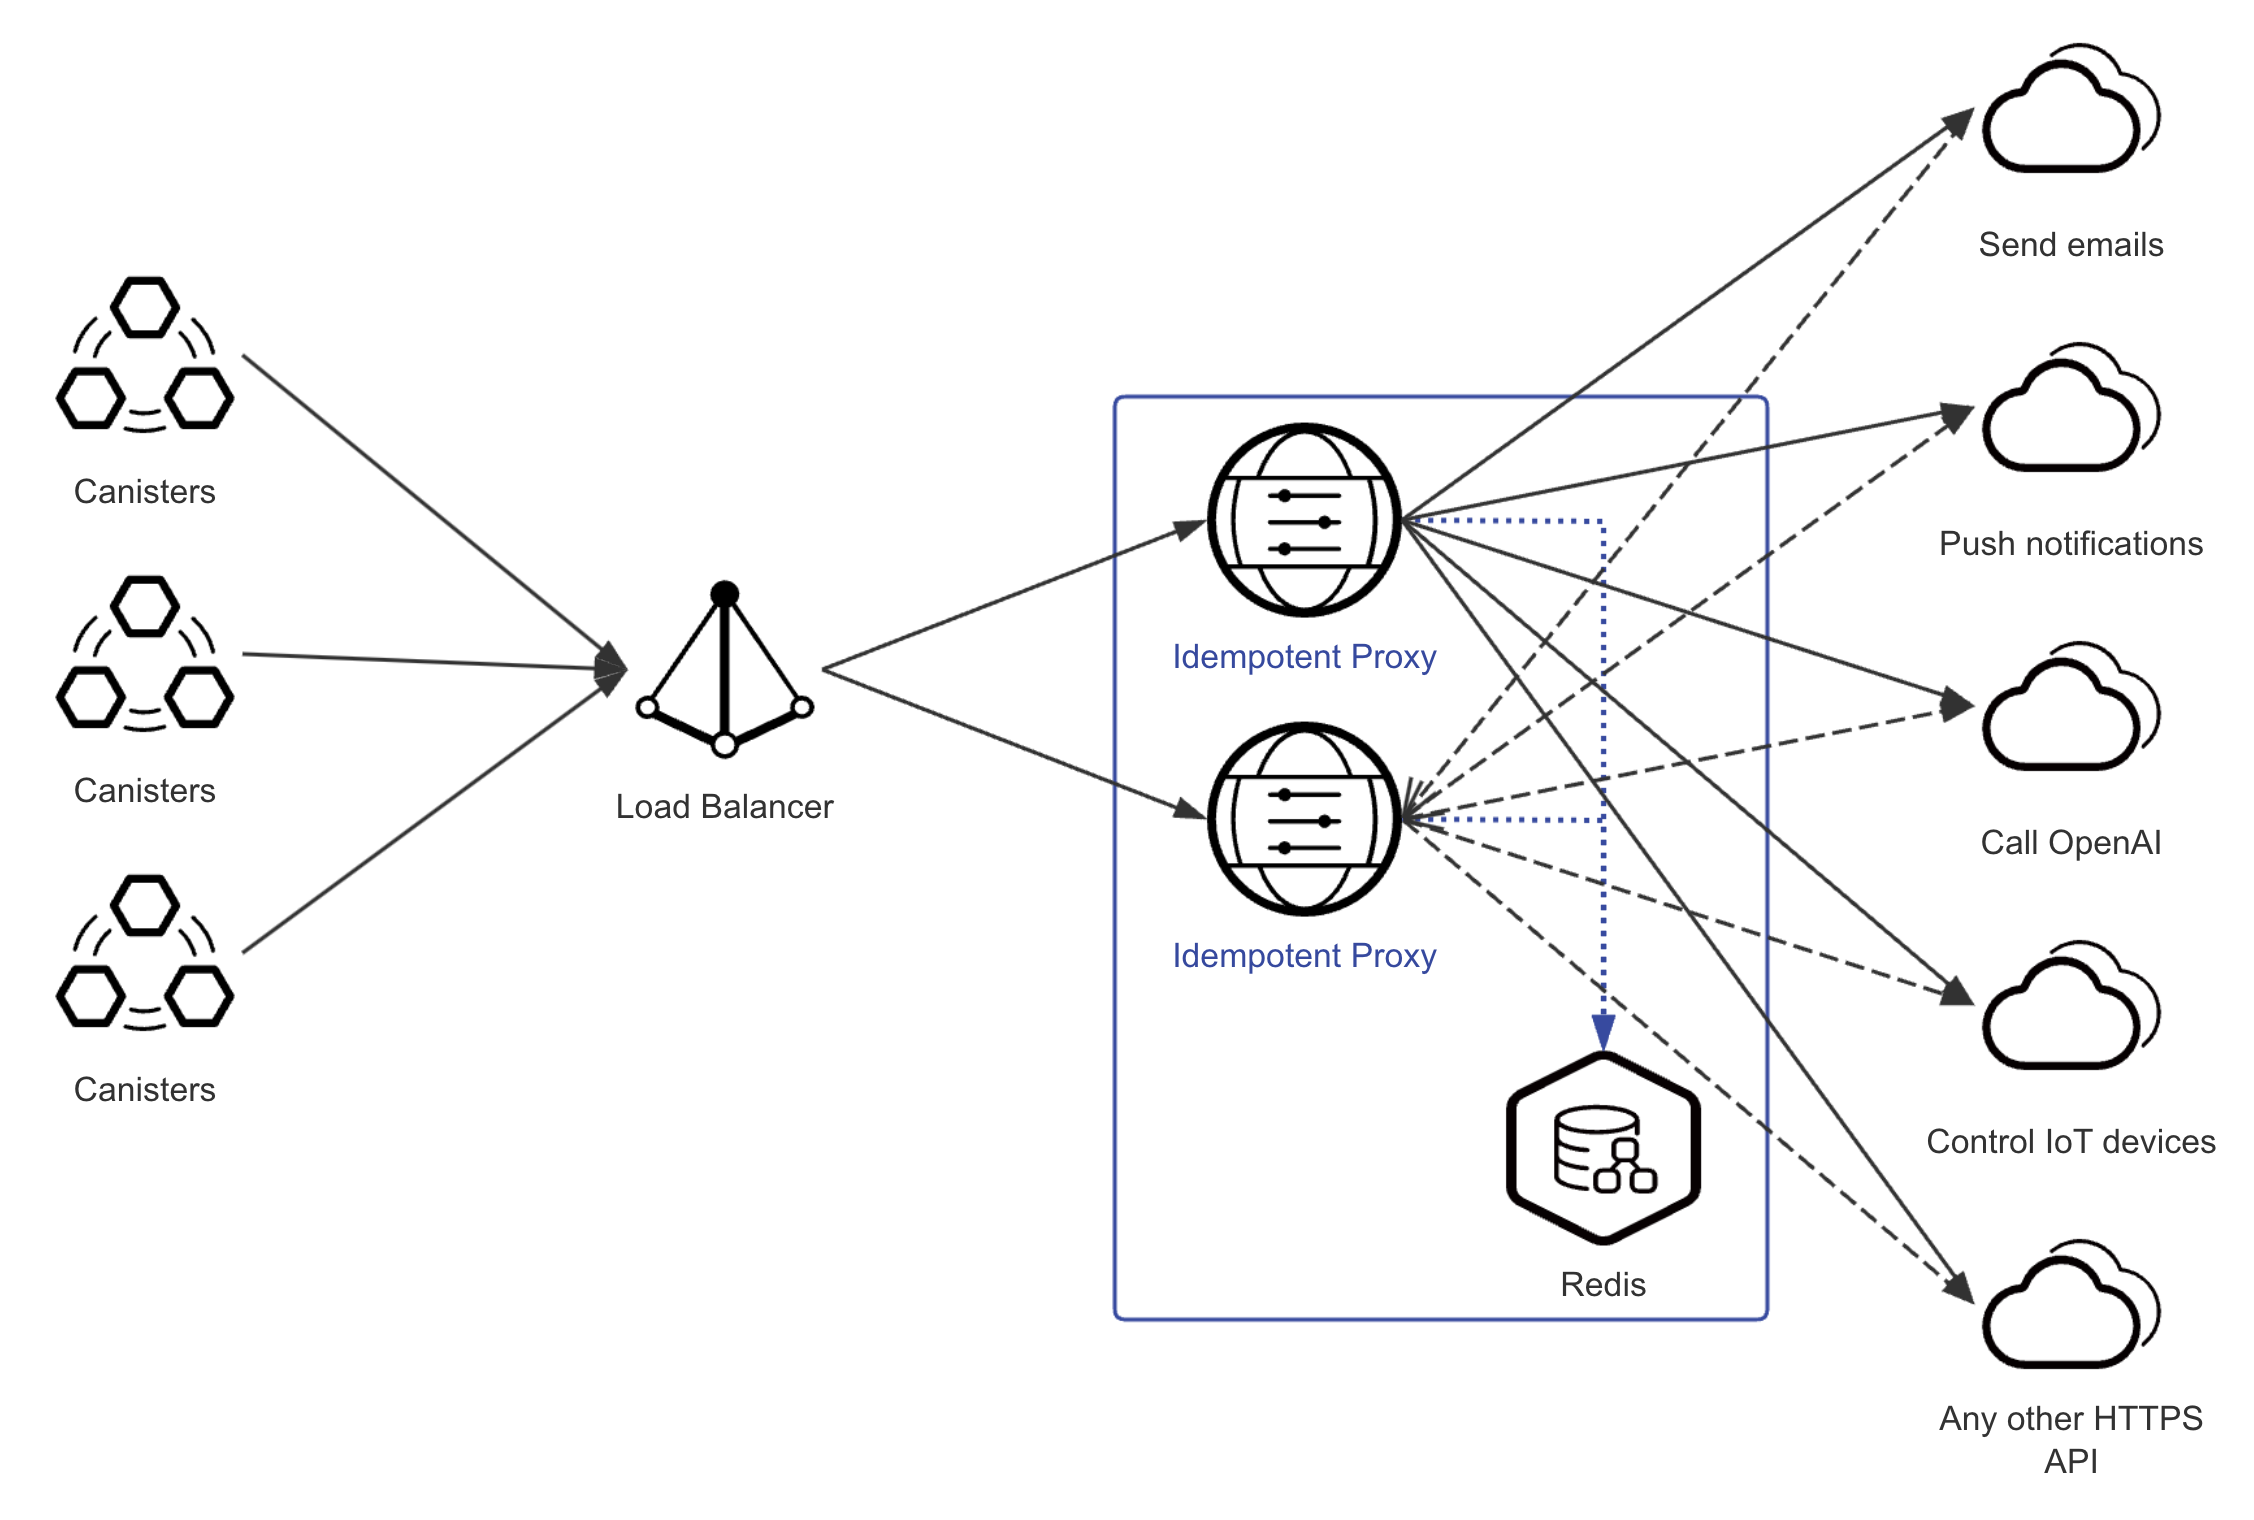 Canisters
Canisters
Canisters
Load Balancer
Idempotent Proxy
Idempotent Proxy
Redis
Send emails
Push notifications
Call OpenAI
Control IoT devices
Any other HTTPS
API